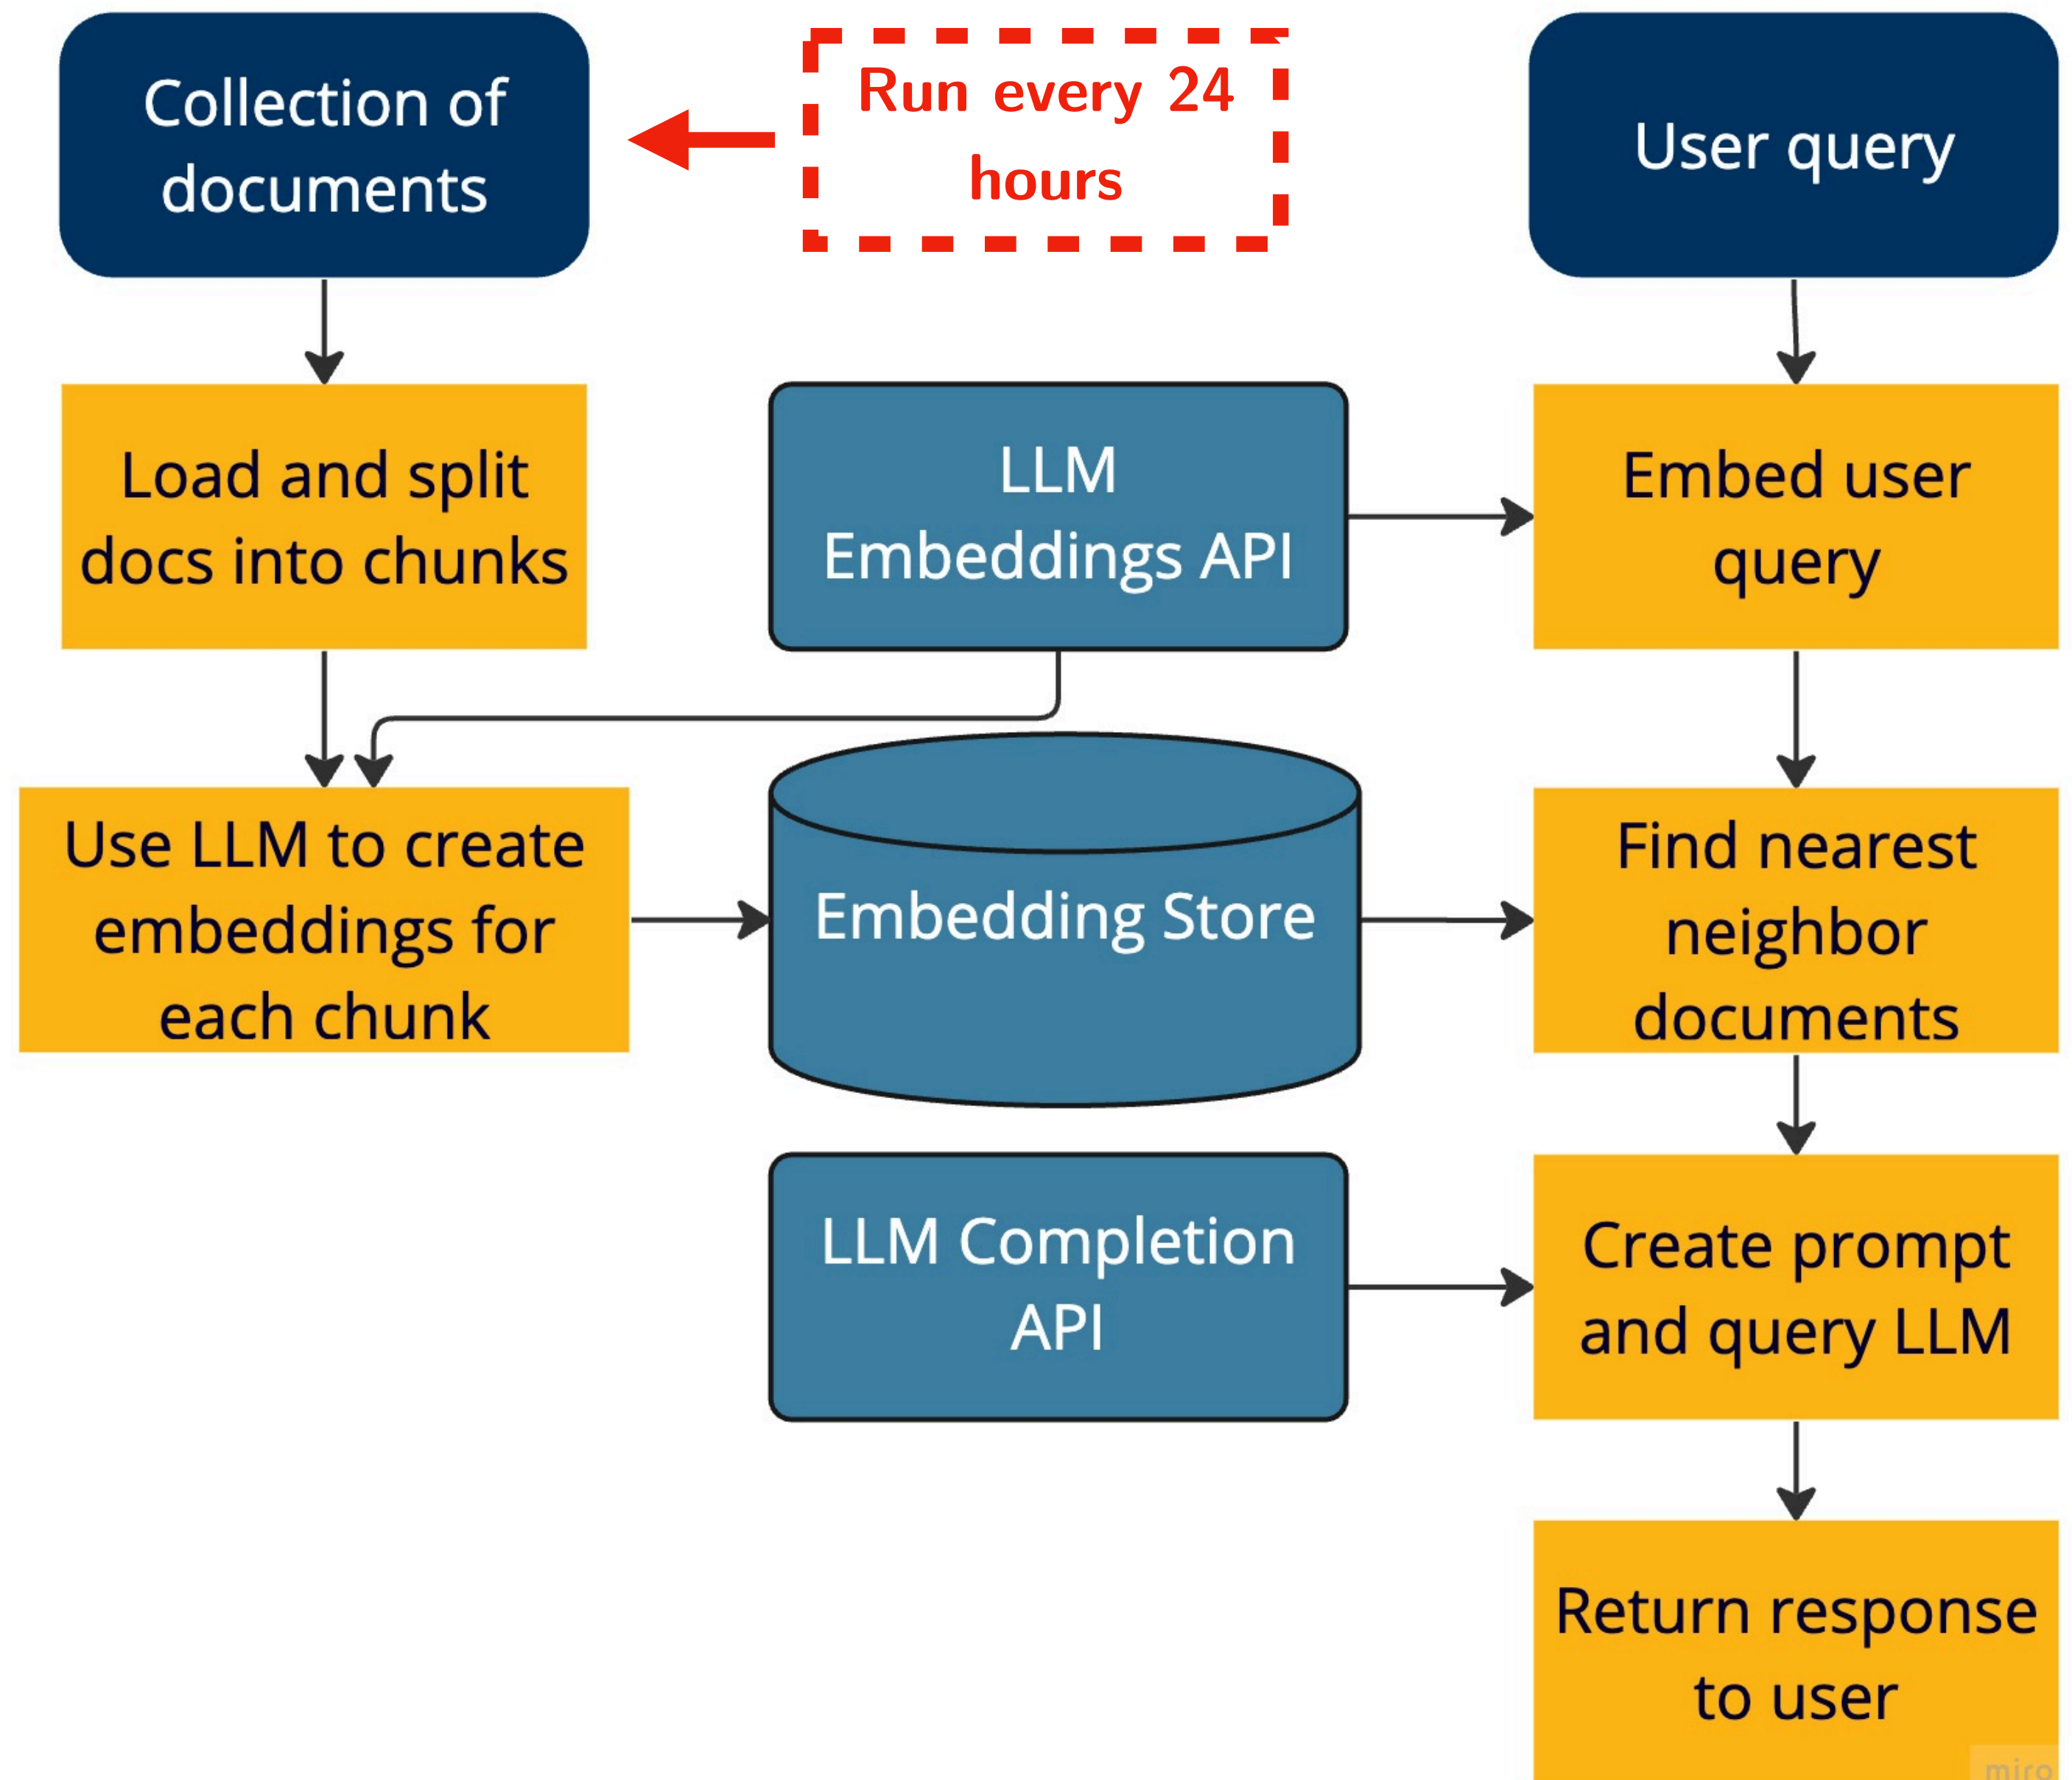 Collection of
documents
Run every 24
hours
User query
Load and split
docs into chunks
LLM
Embeddings API
Embed user
query
Use LLM to create
embeddings for
each chunk
Embedding Store
Find nearest
neighbor
documents
LLM Completion
API
Create prompt
and query LLM
Return response
to user
miro